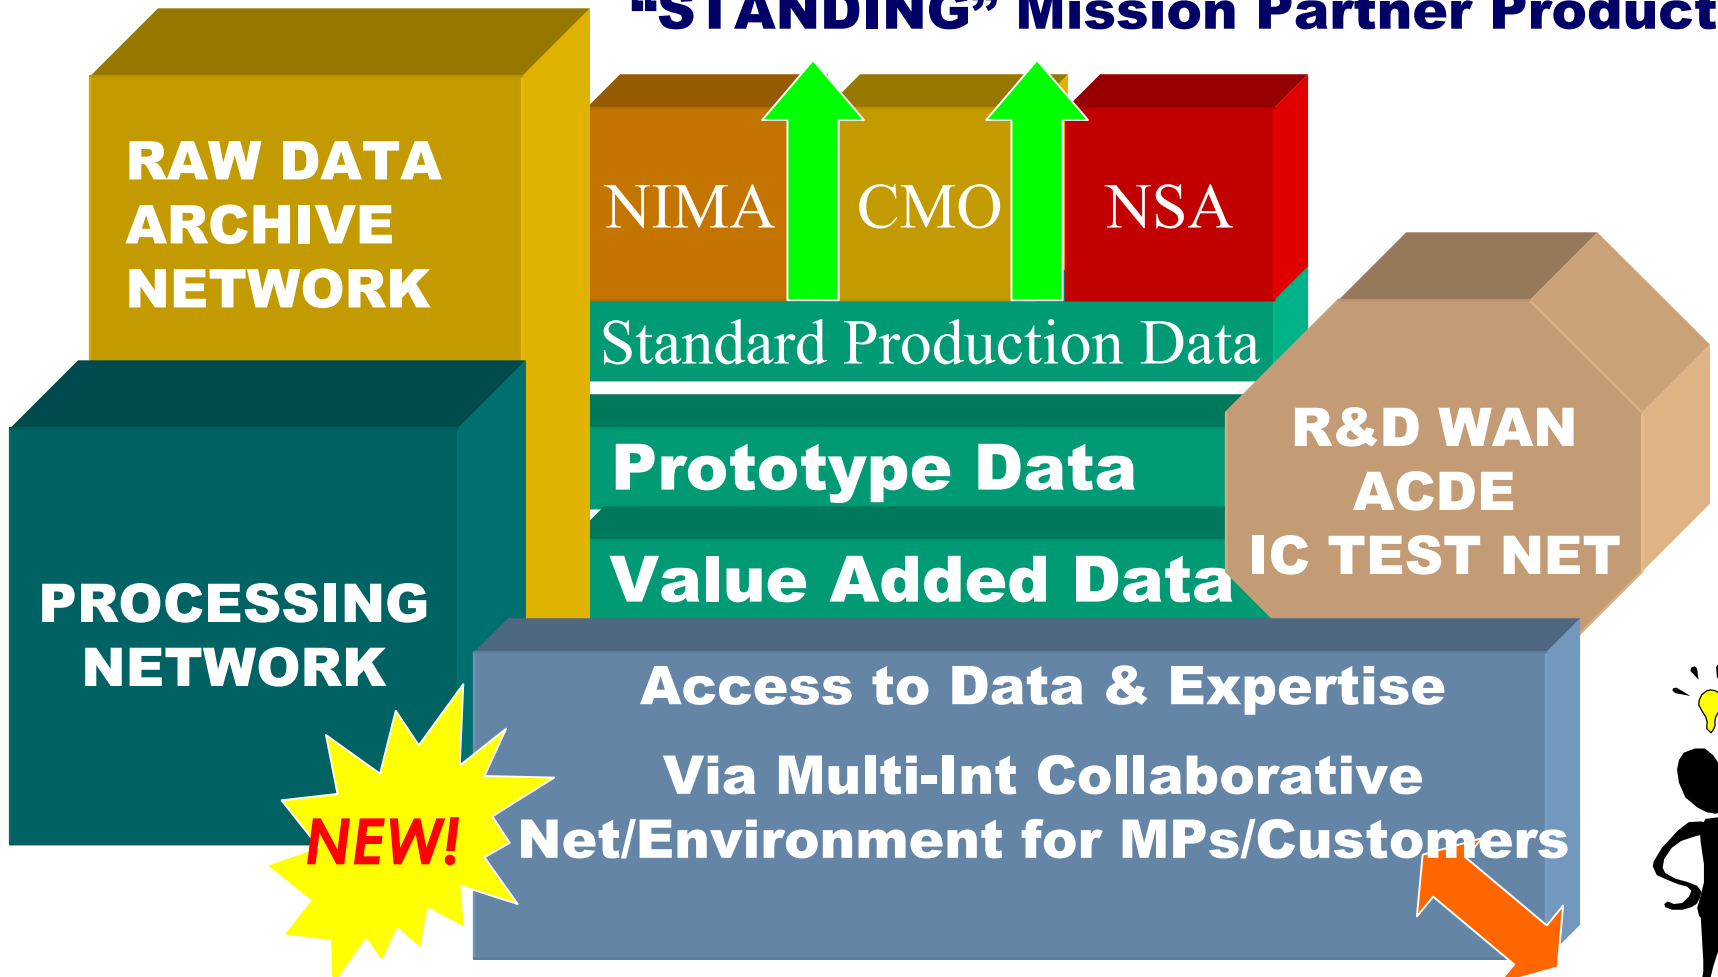 “STANDING” Mission Partner Product
RAW DATA
ARCHIVE
NETWORK
NIMA
CMO
NSA
Standard Production Data
Prototype Data
Value Added Data
R&D WAN
ACDE
IC TEST NET
PROCESSING
NETWORK
Access to Data & Expertise
Via Multi-Int Collaborative
Net/Environment for MPs/Customers
NEW!